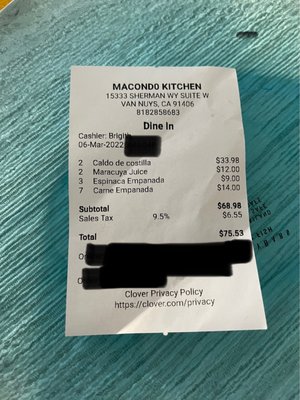 MACONDO KITCHEN
15333 SHERMAN WY SUITE W
VAN NUYS, CA 91406
8182858683
Dine In
Cashier: Brigith
06-Mar-2022
2 Caldo de costilla $33.98
2 Maracuya Juice $12.00
3 Espinaca Empanada $9.00
7 Carne Empanada $14.00
Subtotal $68.98
Sales Tax 9.5% $6.55
Total $75.53
Clover Privacy Policy
https://clover.com/privacy